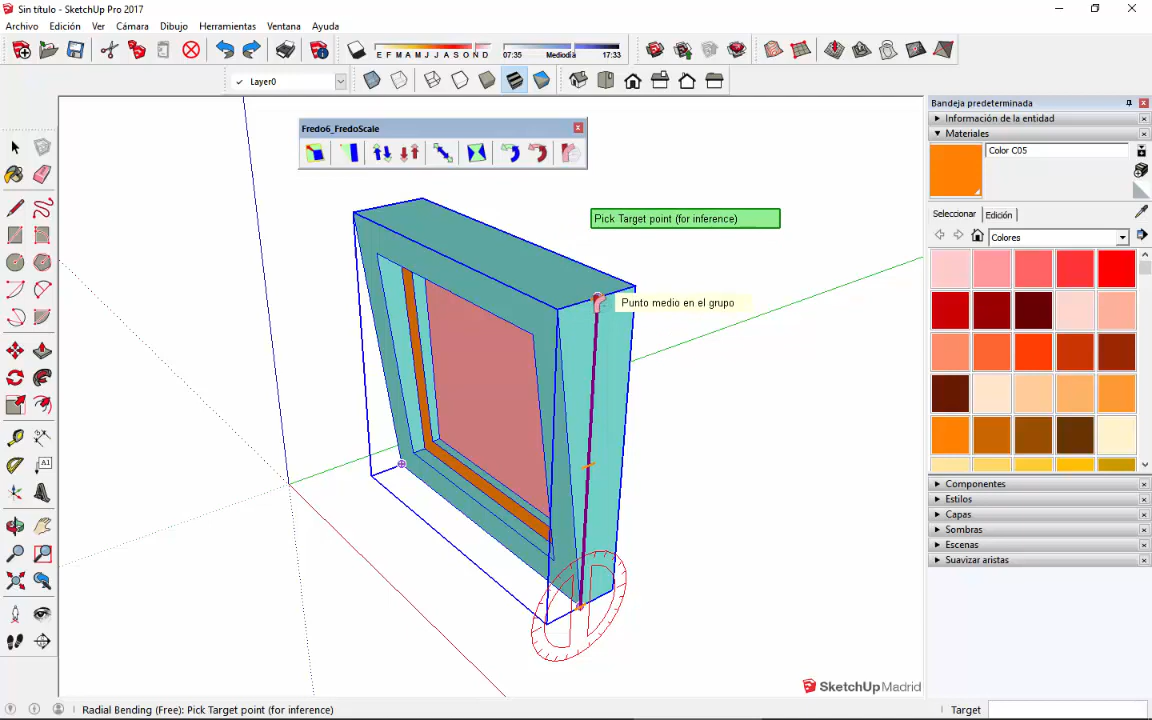 Sin título - SketchUp Pro 2017
Archivo Edición Ver Cámara Dibujo Herramientas Ventana Ayuda
E F M A M J J A S O N D
07:35 Mediodía 17:33
Layer0
Bandeja predeterminada
Información de la entidad
Materiales
Color C05
Seleccionar Edición
Colores
Fredo6_FredoScale
Pick Target point (for inference)
Punto medio en el grupo
A1
Componentes
Estilos
Capas
Sombras
Escenas
Suavizar aristas
SketchUpMadrid
Radial Bending (Free): Pick Target point (for inference)
Target